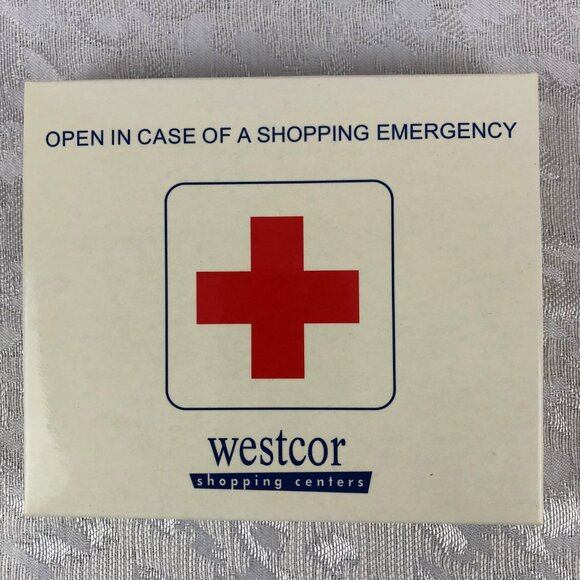 OPEN IN CASE OF A SHOPPING EMERGENCY
westcor
shopping centers